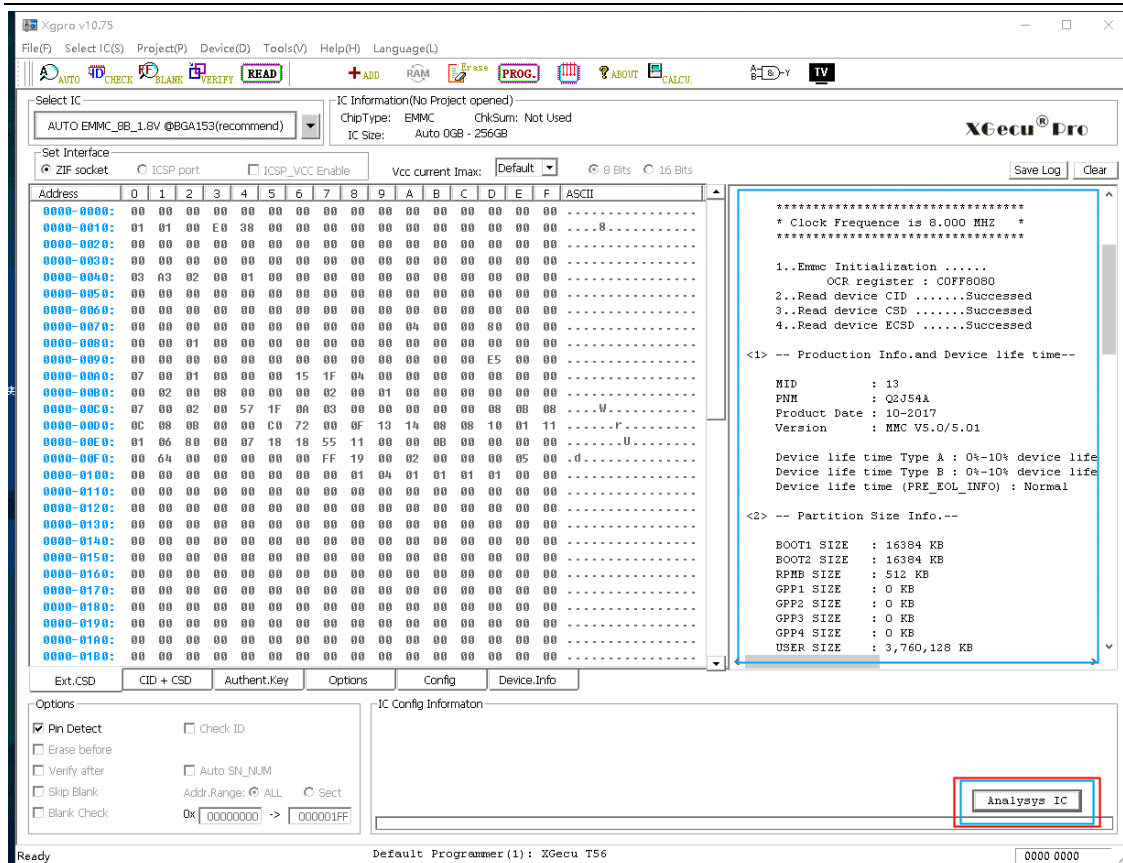 Xgpro v10.75
File(F) Select IC(S) Project(P) Device(D) Tools(V) Help(H) Language(L)
AUTO CHECK BLANK VERIFY READ ADD RAM Erase PROG. ABOUT CALCU. TV
Select IC
AUTO EMMC_8B_1.8V @BGA153(recommend)
IC Information(No Project opened)
ChipType: EMMC ChkSum: Not Used
IC Size: Auto 0GB - 256GB
XGecu® Pro
Set Interface
ZIF socket ICSP port ICSP_VCC Enable Vcc current Imax: Default 8 Bits 16 Bits Save Log Clear
Address 0 1 2 3 4 5 6 7 8 9 A B C D E F ASCII
0000-0000: 00 00 00 00 00 00 00 00 00 00 00 00 00 00 00 00 ................
0000-0010: 01 01 00 E0 38 00 00 00 00 00 00 00 00 00 00 00 ....8...........
0000-0020: 00 00 00 00 00 00 00 00 00 00 00 00 00 00 00 00 ................
0000-0030: 00 00 00 00 00 00 00 00 00 00 00 00 00 00 00 00 ................
0000-0040: 03 A3 02 00 01 00 00 00 00 00 00 00 00 00 00 00 ................
0000-0050: 00 00 00 00 00 00 00 00 00 00 00 00 00 00 00 00 ................
0000-0060: 00 00 00 00 00 00 00 00 00 00 00 00 00 00 00 00 ................
0000-0070: 00 00 00 00 00 00 00 00 00 00 04 00 00 80 00 00 ................
0000-0080: 00 00 01 00 00 00 00 00 00 00 00 00 00 00 00 00 ................
0000-0090: 00 00 00 00 00 00 00 00 00 00 00 00 00 E5 00 00 ................
0000-00A0: 07 00 01 00 00 00 15 1F 04 00 00 00 00 00 00 00 ................
0000-00B0: 00 02 00 08 00 00 00 02 00 01 00 00 00 00 00 00 ................
0000-00C0: 07 00 02 00 57 1F 0A 03 00 00 00 00 00 08 0B 08 ....W...........
0000-00D0: 0C 08 0B 00 00 C0 72 00 0F 13 14 08 08 10 01 11 ......r.........
0000-00E0: 01 06 80 00 07 18 18 55 11 00 00 0B 00 00 00 00 .......U........
0000-00F0: 00 64 00 00 00 00 00 FF 19 00 02 00 00 00 05 00 .d..............
0000-0100: 00 00 00 00 00 00 00 00 01 04 01 01 01 01 00 00 ................
0000-0110: 00 00 00 00 00 00 00 00 00 00 00 00 00 00 00 00 ................
0000-0120: 00 00 00 00 00 00 00 00 00 00 00 00 00 00 00 00 ................
0000-0130: 00 00 00 00 00 00 00 00 00 00 00 00 00 00 00 00 ................
0000-0140: 00 00 00 00 00 00 00 00 00 00 00 00 00 00 00 00 ................
0000-0150: 00 00 00 00 00 00 00 00 00 00 00 00 00 00 00 00 ................
0000-0160: 00 00 00 00 00 00 00 00 00 00 00 00 00 00 00 00 ................
0000-0170: 00 00 00 00 00 00 00 00 00 00 00 00 00 00 00 00 ................
0000-0180: 00 00 00 00 00 00 00 00 00 00 00 00 00 00 00 00 ................
0000-0190: 00 00 00 00 00 00 00 00 00 00 00 00 00 00 00 00 ................
0000-01A0: 00 00 00 00 00 00 00 00 00 00 00 00 00 00 00 00 ................
0000-01B0: 00 00 00 00 00 00 00 00 00 00 00 00 00 00 00 00 ................
**********************************
* Clock Frequence is 8.000 MHZ *
**********************************
1..Emmc Initialization ......
OCR register : C0FF8080
2..Read device CID .......Successed
3..Read device CSD .......Successed
4..Read device ECSD ......Successed
<1> -- Production Info.and Device life time--
MID : 13
PNM : Q2J54A
Product Date : 10-2017
Version : MMC V5.0/5.01
Device life time Type A : 0%-10% device life
Device life time Type B : 0%-10% device life
Device life time (PRE_EOL_INFO) : Normal
<2> -- Partition Size Info.--
BOOT1 SIZE : 16384 KB
BOOT2 SIZE : 16384 KB
RPMB SIZE : 512 KB
GPP1 SIZE : 0 KB
GPP2 SIZE : 0 KB
GPP3 SIZE : 0 KB
GPP4 SIZE : 0 KB
USER SIZE : 3,760,128 KB
Ext.CSD CID + CSD Authent.Key Options Config Device.Info
Options
Pin Detect Check ID
Erase before
Verify after Auto SN_NUM
Skip Blank Addr.Range: ALL Sect
Blank Check 0x 00000000 -> 000001FF
IC Config Informaton
Analysys IC
Ready Default Programmer(1): XGecu T56 0000 0000